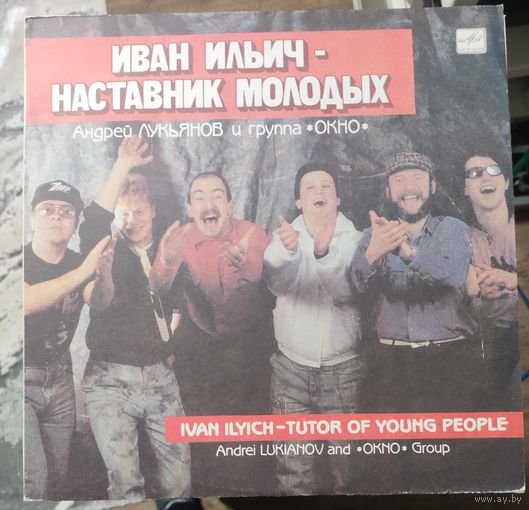 ИВАН ИЛЬИЧ -
НАСТАВНИК МОЛОДЫХ
Андрей ЛУКЬЯНОВ и группа *ОКНО*
IVAN ILYICH – TUTOR OF YOUNG PEOPLE
Andrei LUKIANOV and *OKNO* Group
www.ay.by